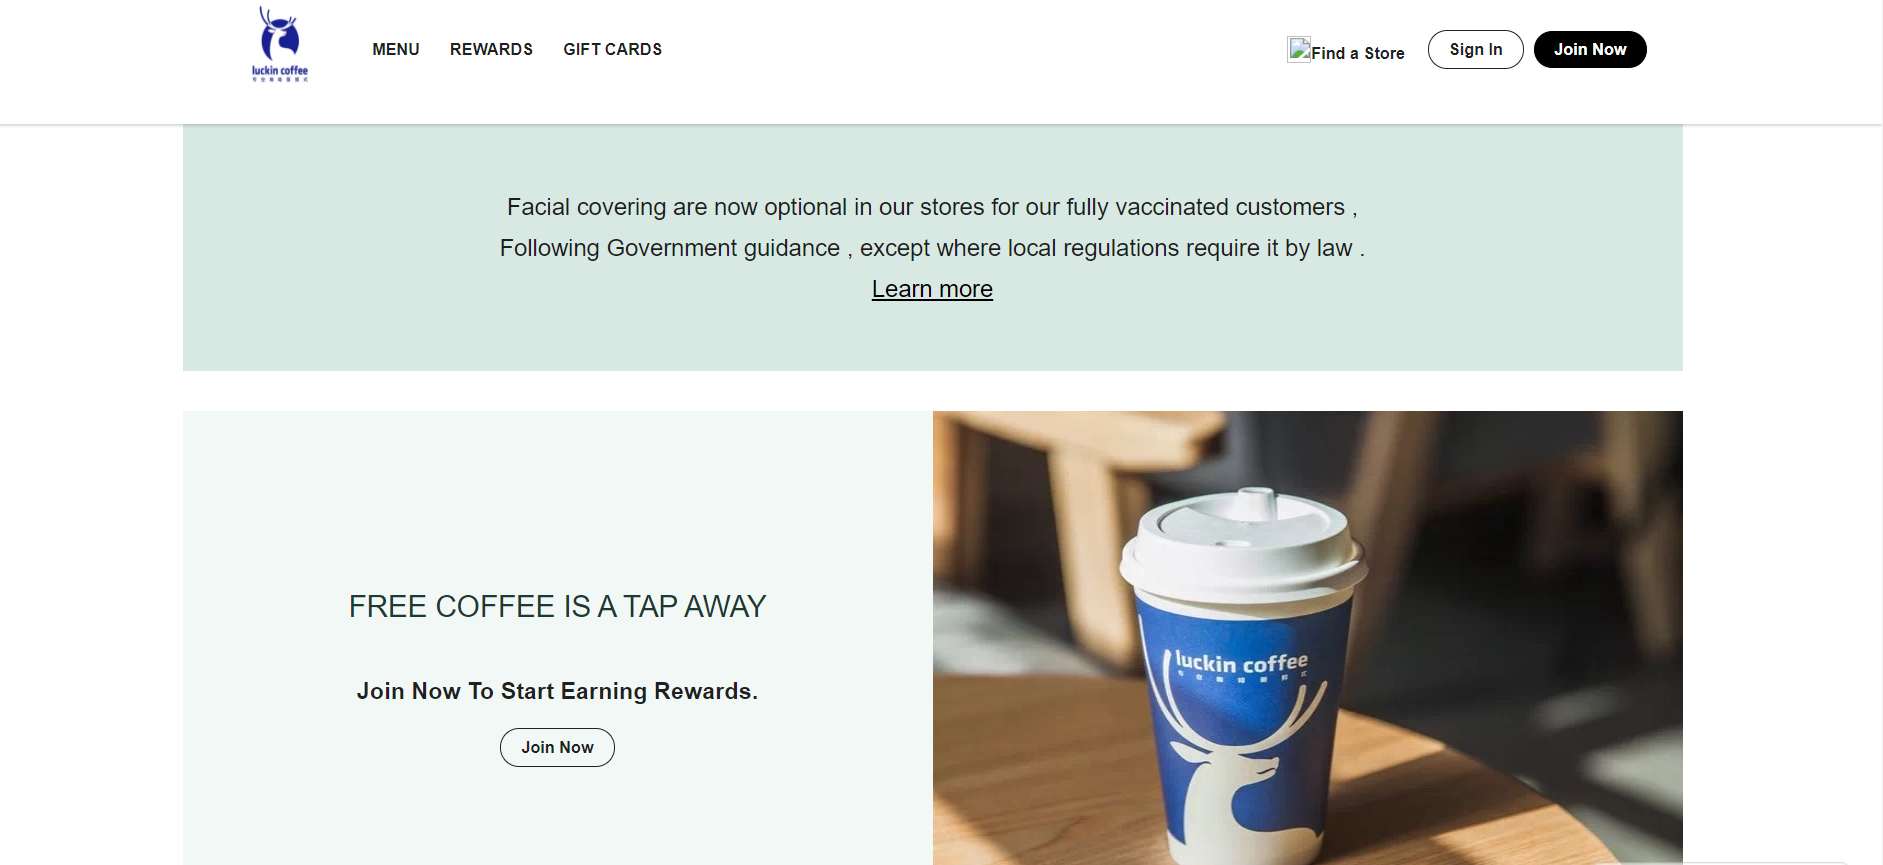 luckin coffee
MENU REWARDS GIFT CARDS
Find a Store Sign In Join Now
Facial covering are now optional in our stores for our fully vaccinated customers ,
Following Government guidance , except where local regulations require it by law .
Learn more
FREE COFFEE IS A TAP AWAY
Join Now To Start Earning Rewards.
Join Now
luckin coffee